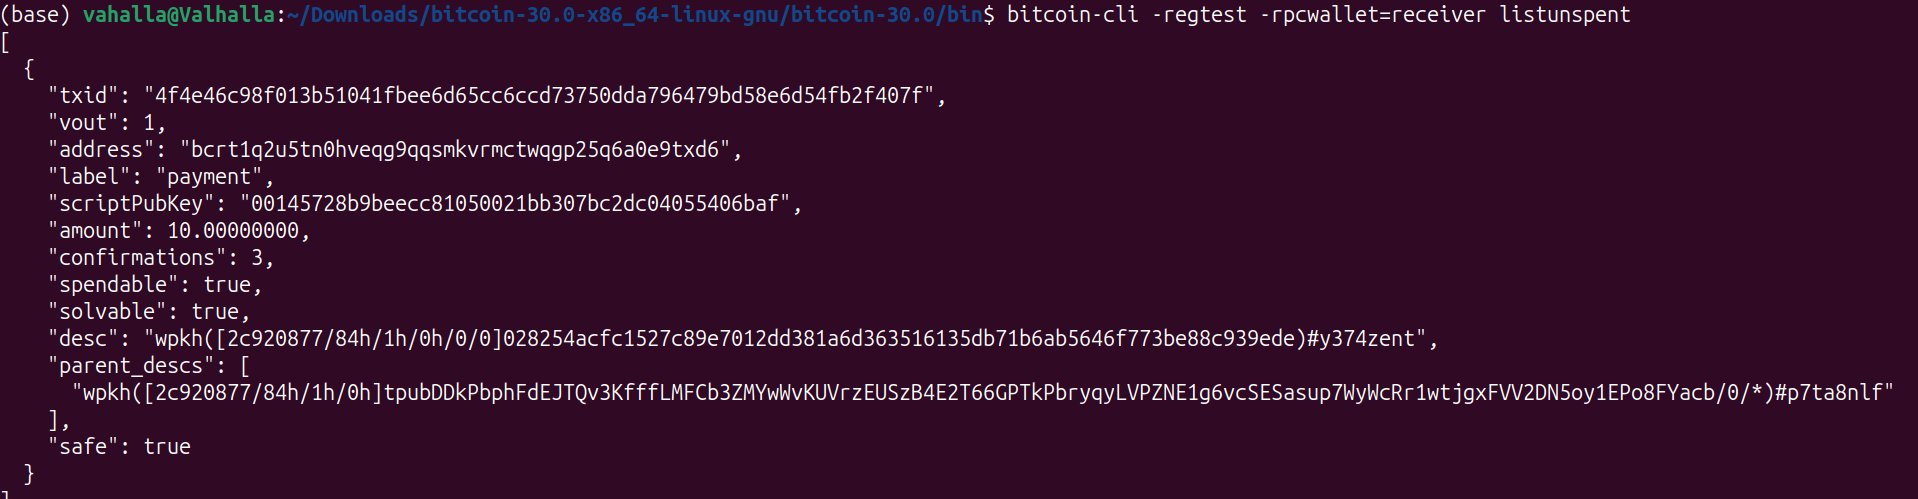 (base) vahalla@Valhalla:~/Downloads/bitcoin-30.0-x86_64-linux-gnu/bitcoin-30.0/bin$ bitcoin-cli -regtest -rpcwallet=receiver listunspent
[
  {
    "txid": "4f4e46c98f013b51041fbee6d65cc6ccd73750dda796479bd58e6d54fb2f407f",
    "vout": 1,
    "address": "bcrt1q2u5tn0hveqg9qqsmkvrmctwqgp25q6a0e9txd6",
    "label": "payment",
    "scriptPubKey": "00145728b9beecc81050021bb307bc2dc04055406baf",
    "amount": 10.00000000,
    "confirmations": 3,
    "spendable": true,
    "solvable": true,
    "desc": "wpkh([2c920877/84h/1h/0h/0/0]028254acfc1527c89e7012dd381a6d363516135db71b6ab5646f773be88c939ede)#y374zent",
    "parent_descs": [
      "wpkh([2c920877/84h/1h/0h]tpubDDkPbphFdEJTQv3KfffLMFCb3ZMYwWvKUVrzEUSzB4E2T66GPTkPbryqyLVPZNE1g6vcSESasup7WyWcRr1wtjgxFVV2DN5oy1EPo8FYacb/0/*)#p7ta8nlf"
    ],
    "safe": true
  }
]